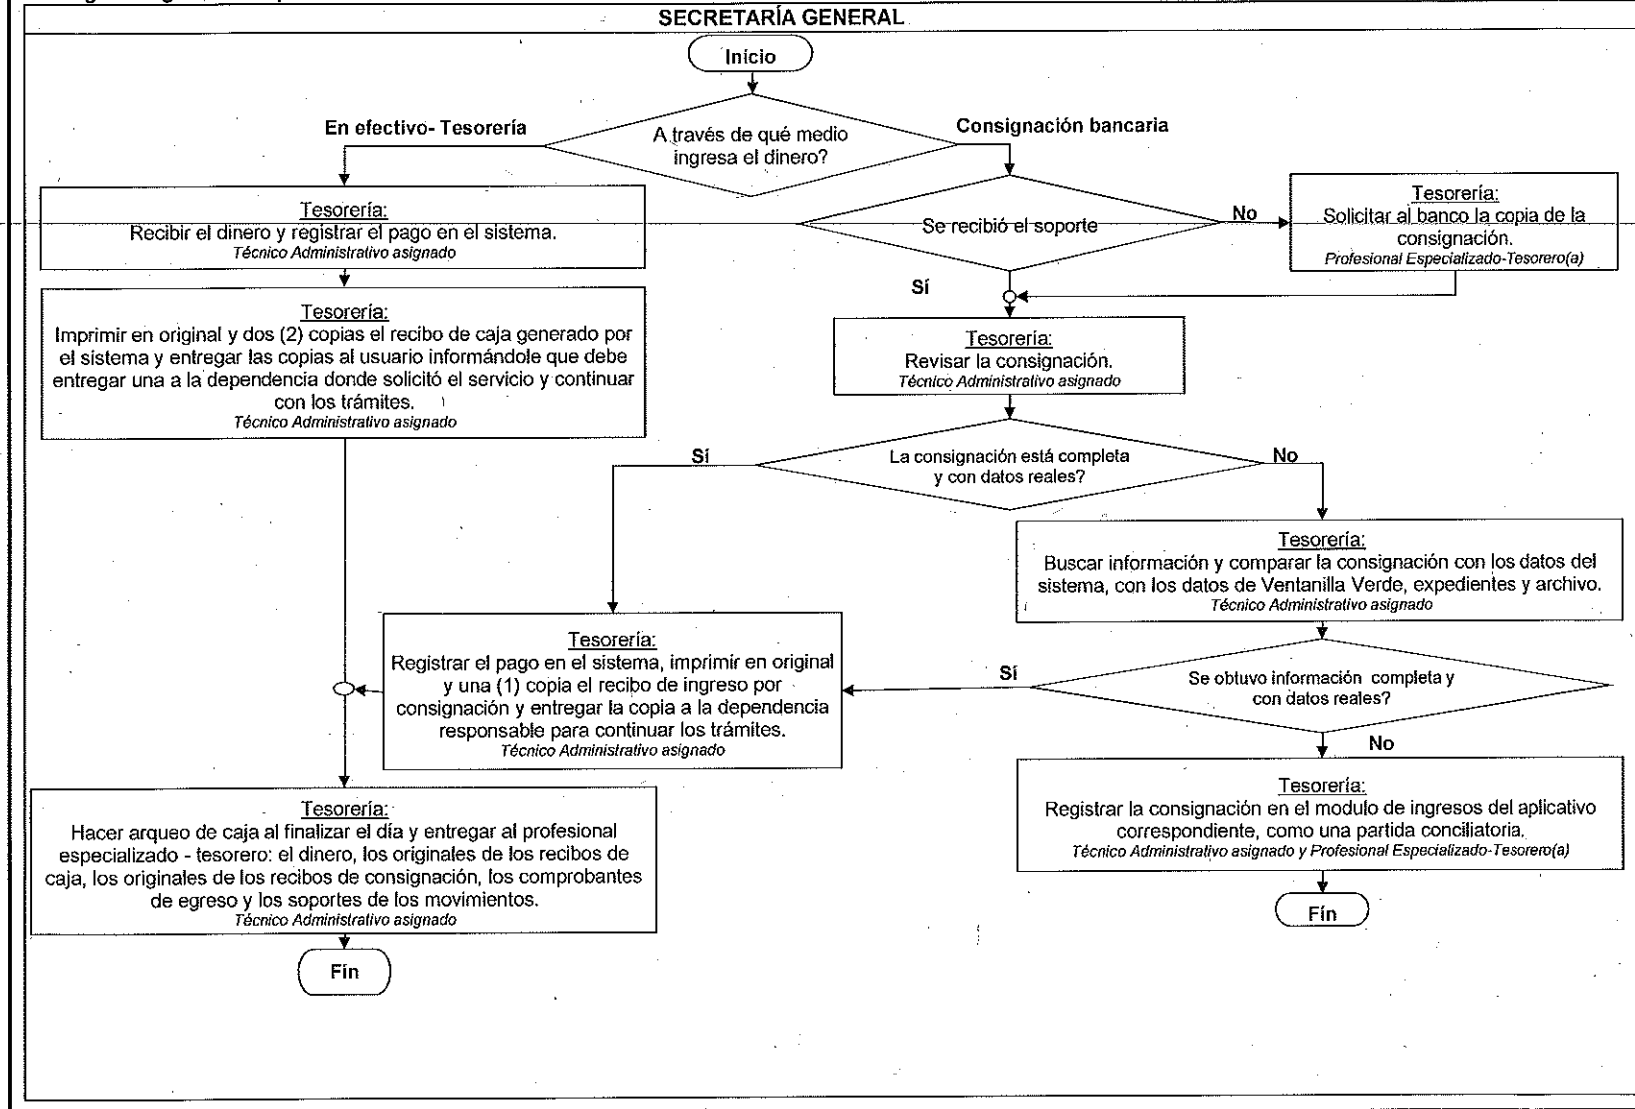 SECRETARÍA GENERAL
Inicio
A través de qué medio
ingresa el dinero?
En efectivo- Tesorería
Consignación bancaria
Tesorería:
Recibir el dinero y registrar el pago en el sistema.
Técnico Administrativo asignado
Se recibió el soporte
No
Tesorería:
Solicitar al banco la copia de la
consignación.
Profesional Especializado-Tesorero(a)
Sí
Tesorería:
Imprimir en original y dos (2) copias el recibo de caja generado por
el sistema y entregar las copias al usuario informándole que debe
entregar una a la dependencia donde solicitó el servicio y continuar
con los trámites.
Técnico Administrativo asignado
Tesorería:
Revisar la consignación.
Técnico Administrativo asignado
La consignación está completa
y con datos reales?
Sí
No
Tesorería:
Buscar información y comparar la consignación con los datos del
sistema, con los datos de Ventanilla Verde, expedientes y archivo.
Técnico Administrativo asignado
Tesorería:
Registrar el pago en el sistema, imprimir en original
y una (1) copia el recibo de ingreso por
consignación y entregar la copia a la dependencia
responsable para continuar los trámites.
Técnico Administrativo asignado
Sí
Se obtuvo información completa y
con datos reales?
No
Tesorería:
Registrar la consignación en el modulo de ingresos del aplicativo
correspondiente, como una partida conciliatoria.
Técnico Administrativo asignado y Profesional Especializado-Tesorero(a)
Fín
Tesorería:
Hacer arqueo de caja al finalizar el día y entregar al profesional
especializado - tesorero: el dinero, los originales de los recibos de
caja, los originales de los recibos de consignación, los comprobantes
de egreso y los soportes de los movimientos.
Técnico Administrativo asignado
Fín